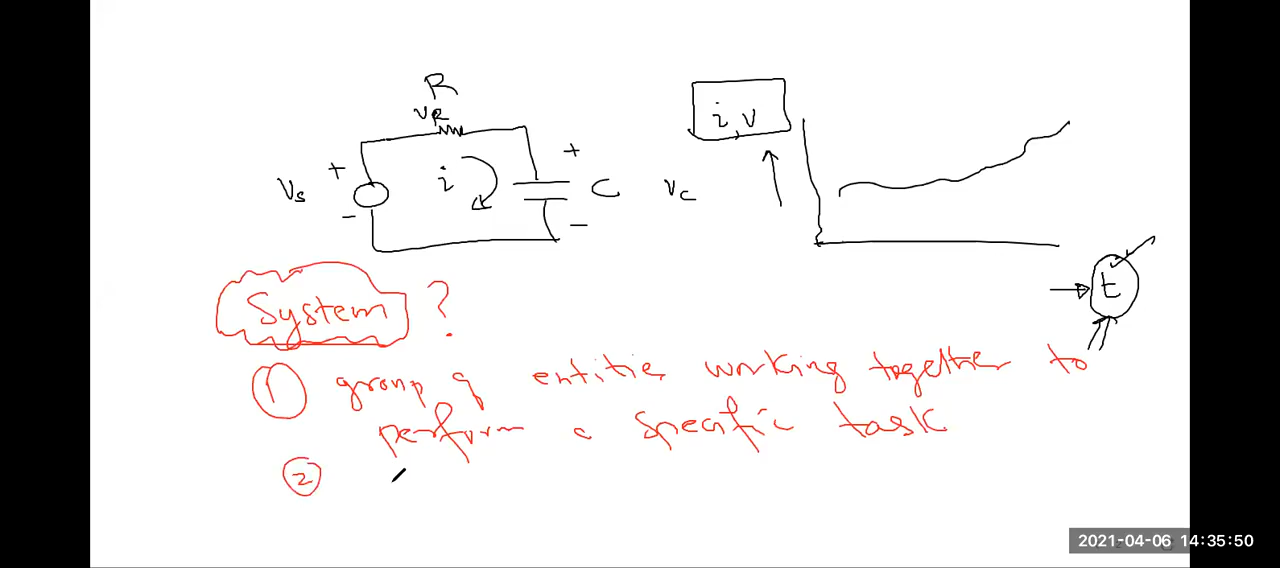 R
VR
i, v
+
+
Vs
i
C
Vc
-
-
t
System ?
① group of entities working together to
perform a specific task
②
2021-04-06 14:35:50